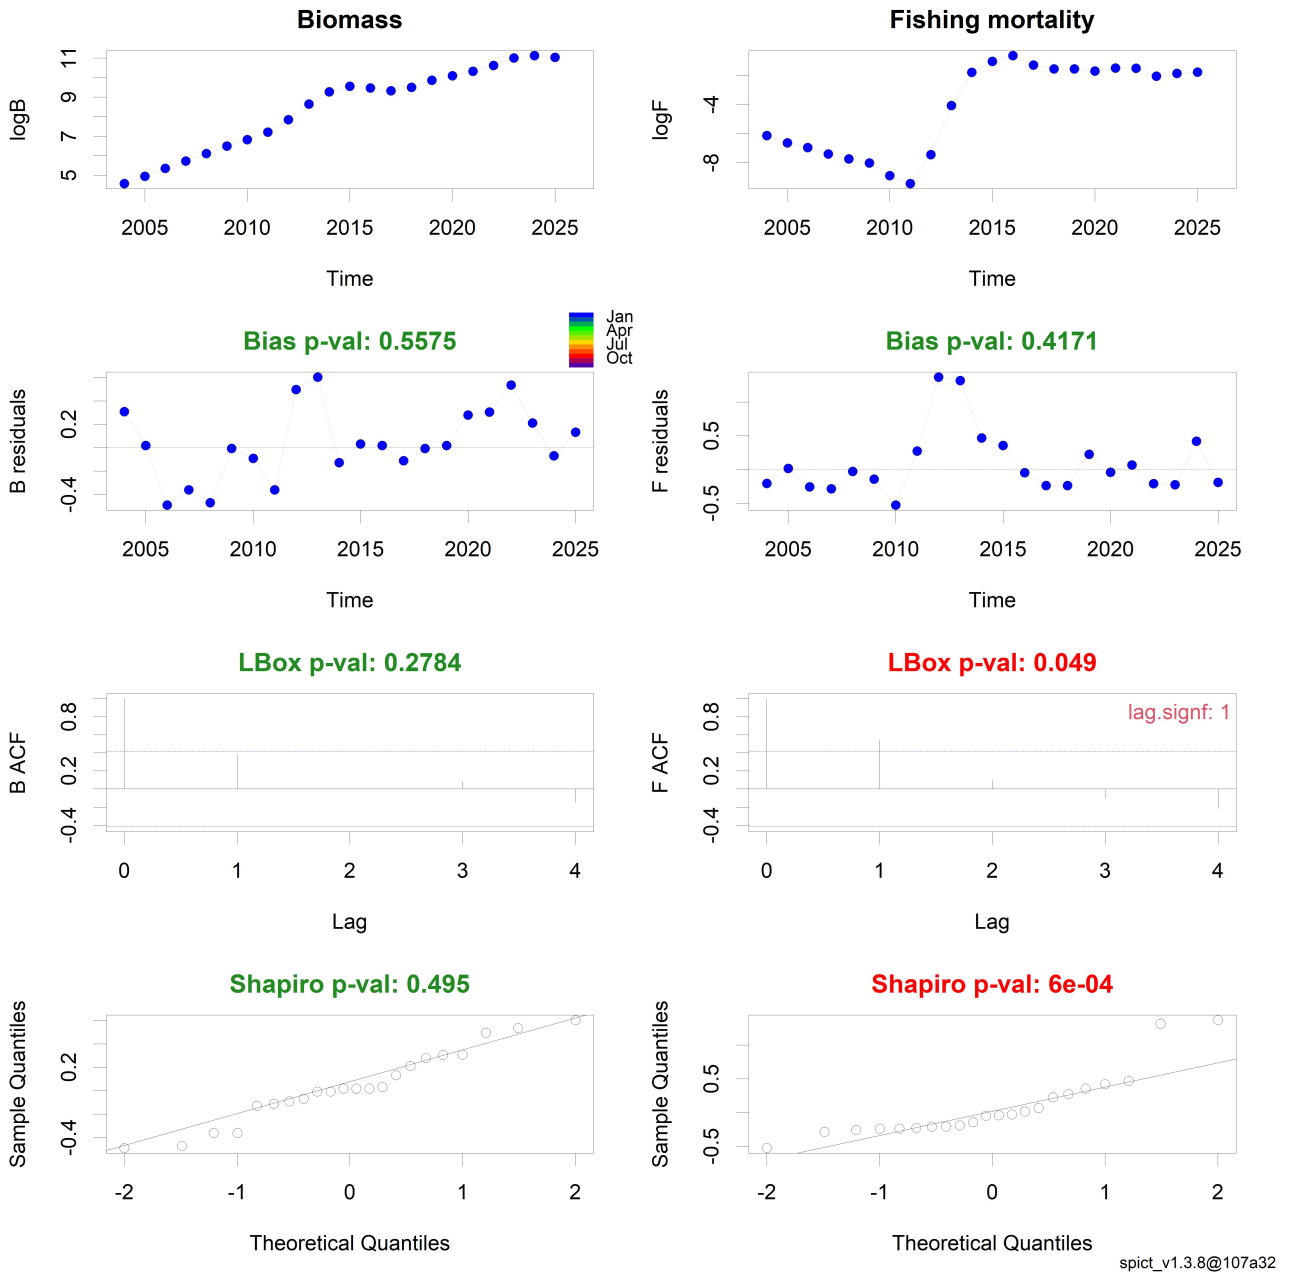 Biomass
Fishing mortality
logB
5 7 9 11
2005 2010 2015 2020 2025
Time
logF
-8 -4
2005 2010 2015 2020 2025
Time
Jan
Apr
Jul
Oct
Bias p-val: 0.5575
Bias p-val: 0.4171
B residuals
-0.4 0.2
2005 2010 2015 2020 2025
Time
F residuals
-0.5 0.5
2005 2010 2015 2020 2025
Time
LBox p-val: 0.2784
LBox p-val: 0.049
B ACF
-0.4 0.2 0.8
0 1 2 3 4
Lag
F ACF
-0.4 0.2 0.8
lag.signf: 1
0 1 2 3 4
Lag
Shapiro p-val: 0.495
Shapiro p-val: 6e-04
Sample Quantiles
-0.4 0.2
-2 -1 0 1 2
Theoretical Quantiles
Sample Quantiles
-0.5 0.5
-2 -1 0 1 2
Theoretical Quantiles
spict_v1.3.8@107a32